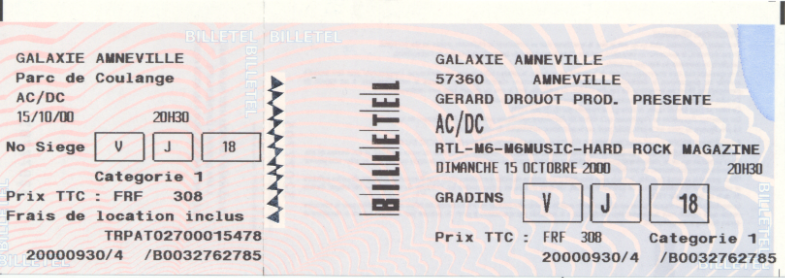 BILLETEL BILLETEL
BILLETEL
GALAXIE AMNEVILLE
Parc de Coulange
AC/DC
15/10/00 20H30
No Siege V J 18
Categorie 1
Prix TTC : FRF 308
Frais de location inclus
TRPAT02700015478
20000930/4 /B0032762785
BILLETEL
GALAXIE AMNEVILLE
57360 AMNEVILLE
GERARD DROUOT PROD. PRESENTE
AC/DC
RTL-M6-M6MUSIC-HARD ROCK MAGAZINE
DIMANCHE 15 OCTOBRE 2000 20H30
GRADINS V J 18
Prix TTC : FRF 308 Categorie 1
20000930/4 /B0032762785